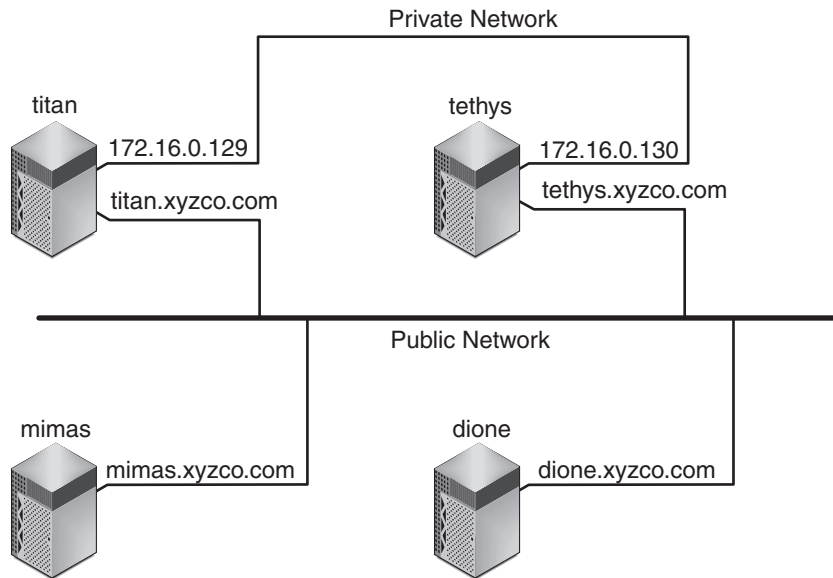 Private Network
titan
tethys
172.16.0.129
172.16.0.130
titan.xyzco.com
tethys.xyzco.com
Public Network
mimas
dione
mimas.xyzco.com
dione.xyzco.com